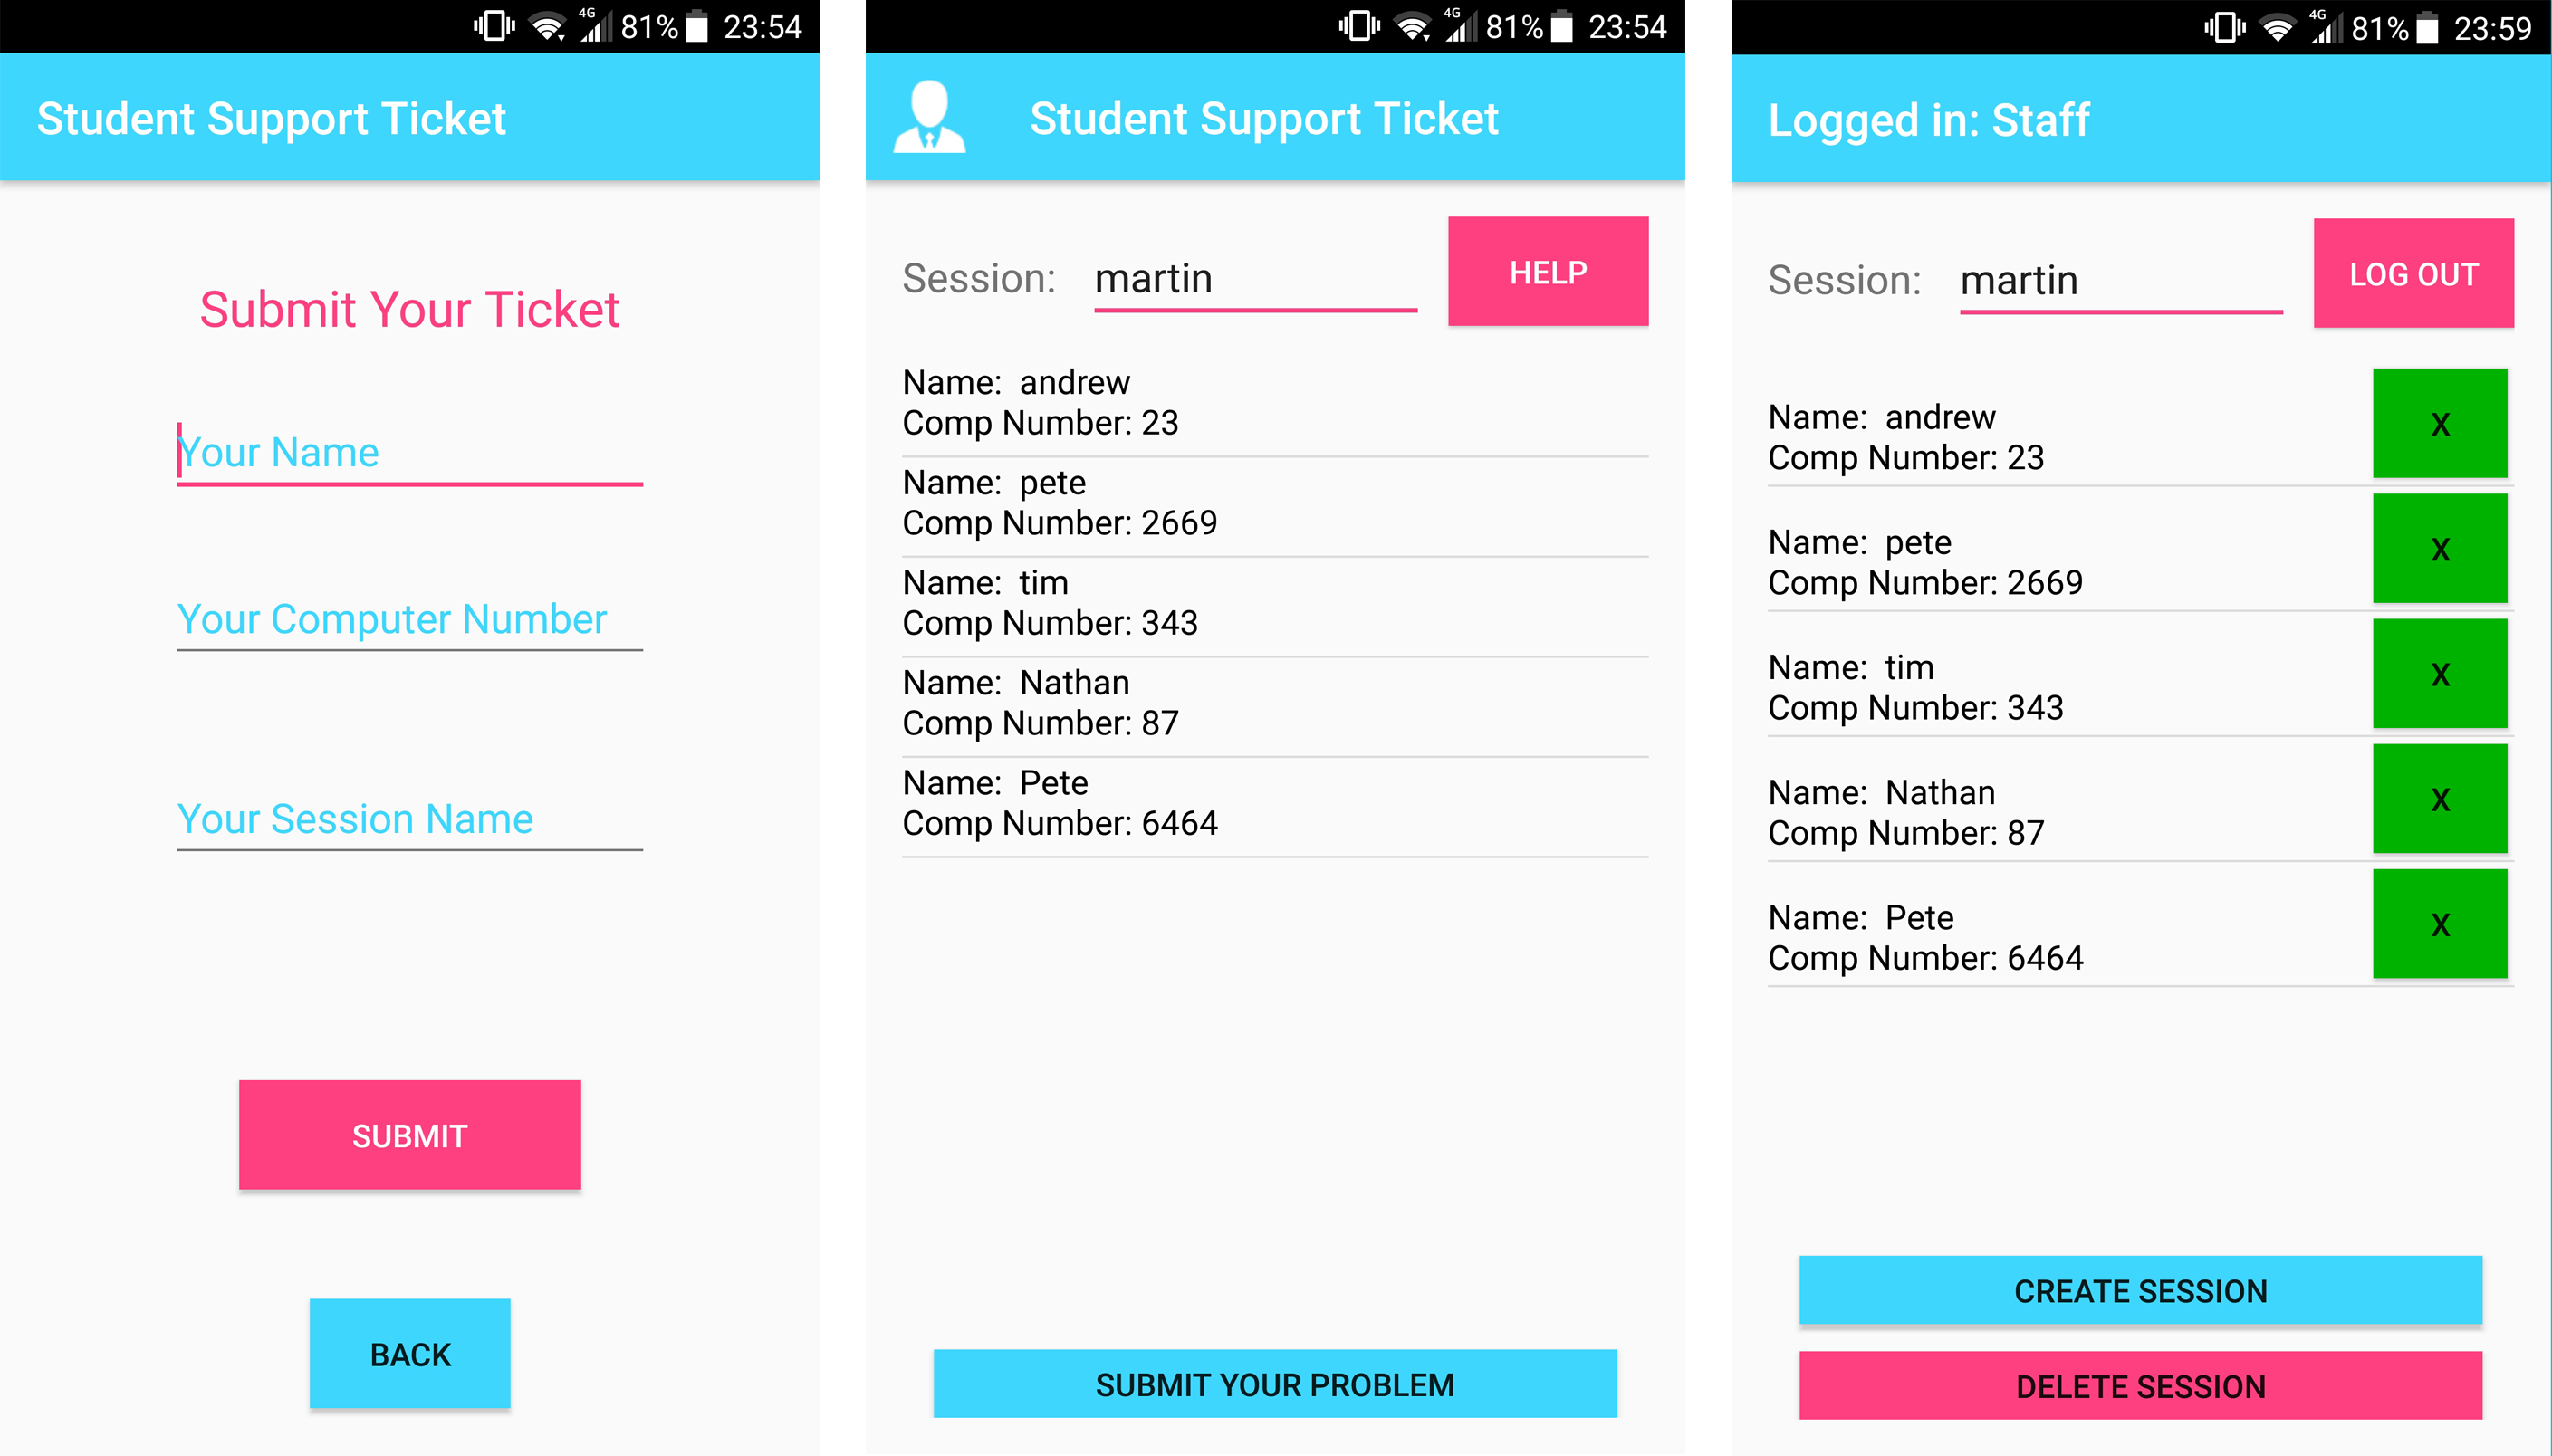 4G 81% 23:54
Student Support Ticket
Submit Your Ticket
Your Name
Your Computer Number
Your Session Name
SUBMIT
BACK
4G 81% 23:54
Student Support Ticket
Session: martin HELP
Name: andrew
Comp Number: 23
Name: pete
Comp Number: 2669
Name: tim
Comp Number: 343
Name: Nathan
Comp Number: 87
Name: Pete
Comp Number: 6464
SUBMIT YOUR PROBLEM
4G 81% 23:59
Logged in: Staff
Session: martin LOG OUT
Name: andrew
Comp Number: 23
X
Name: pete
Comp Number: 2669
X
Name: tim
Comp Number: 343
X
Name: Nathan
Comp Number: 87
X
Name: Pete
Comp Number: 6464
X
CREATE SESSION
DELETE SESSION